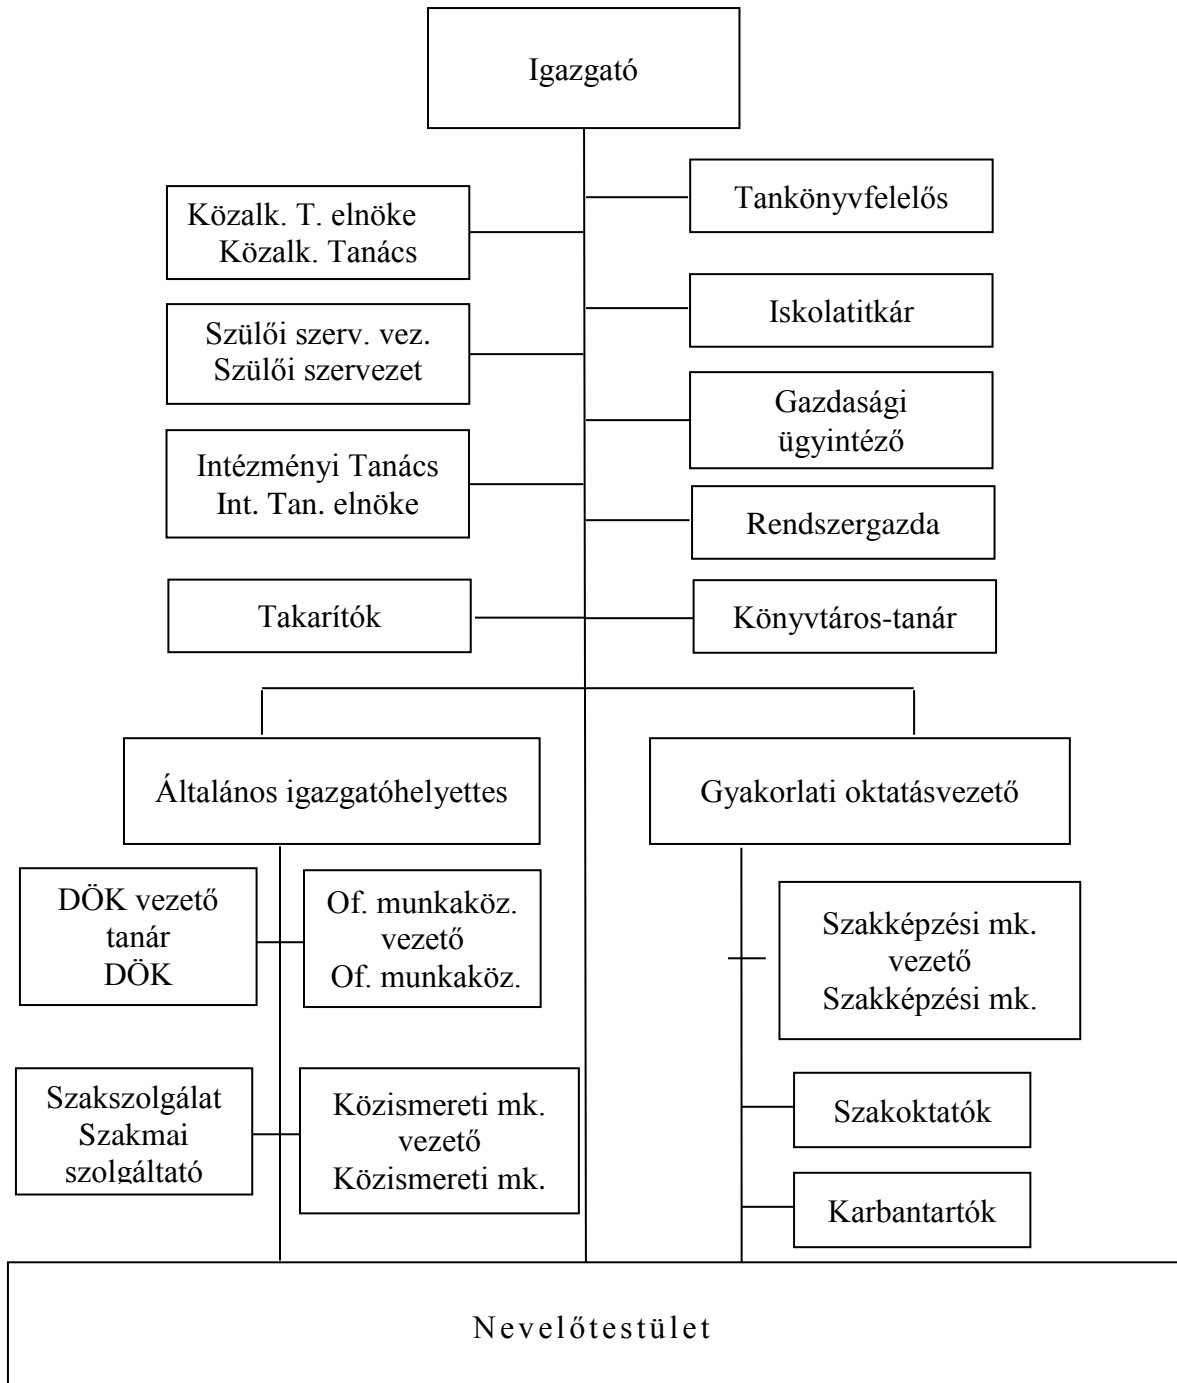 Igazgató
Közalk. T. elnöke
Közalk. Tanács
Tankönyvfelelős
Szülői szerv. vez.
Szülői szervezet
Iskolatitkár
Gazdasági
ügyintéző
Intézményi Tanács
Int. Tan. elnöke
Rendszergazda
Takarítók
Könyvtáros-tanár
Általános igazgatóhelyettes
Gyakorlati oktatásvezető
DÖK vezető
tanár
DÖK
Of. munkaköz.
vezető
Of. munkaköz.
Szakképzési mk.
vezető
Szakképzési mk.
Szakszolgálat
Szakmai
szolgáltató
Közismereti mk.
vezető
Közismereti mk.
Szakoktatók
Karbantartók
Nevelőtestület